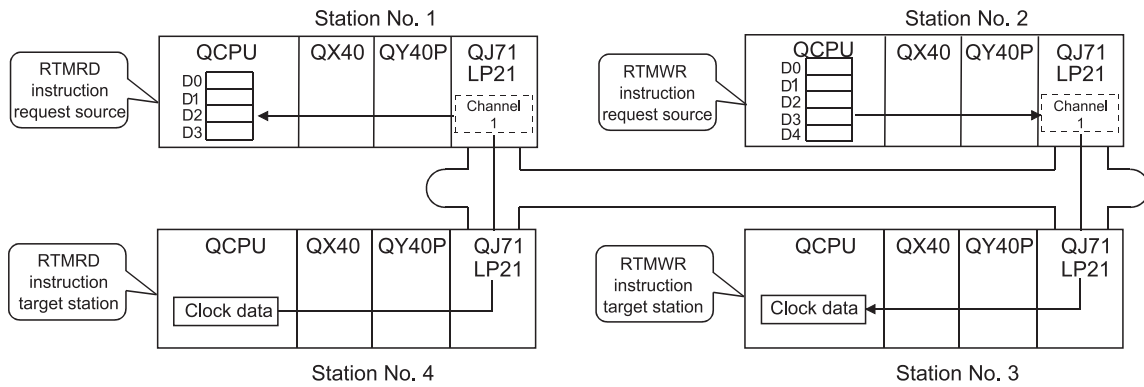 Station No. 1
RTMRD
instruction
request source
QCPU
D0
D1
D2
D3
QX40
QY40P
QJ71
LP21
Channel
1
Station No. 2
RTMWR
instruction
request source
QCPU
D0
D1
D2
D3
D4
QX40
QY40P
QJ71
LP21
Channel
1
RTMRD
instruction
target station
QCPU
Clock data
QX40
QY40P
QJ71
LP21
Station No. 4
RTMWR
instruction
target station
QCPU
Clock data
QX40
QY40P
QJ71
LP21
Station No. 3